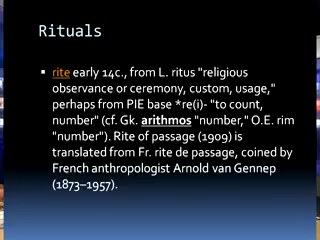 Rituals
rite early 14c., from L. ritus "religious
observance or ceremony, custom, usage,"
perhaps from PIE base *re(i)- "to count,
number" (cf. Gk. arithmos "number," O.E. rim
"number"). Rite of passage (1909) is
translated from Fr. rite de passage, coined by
French anthropologist Arnold van Gennep
(1873–1957).